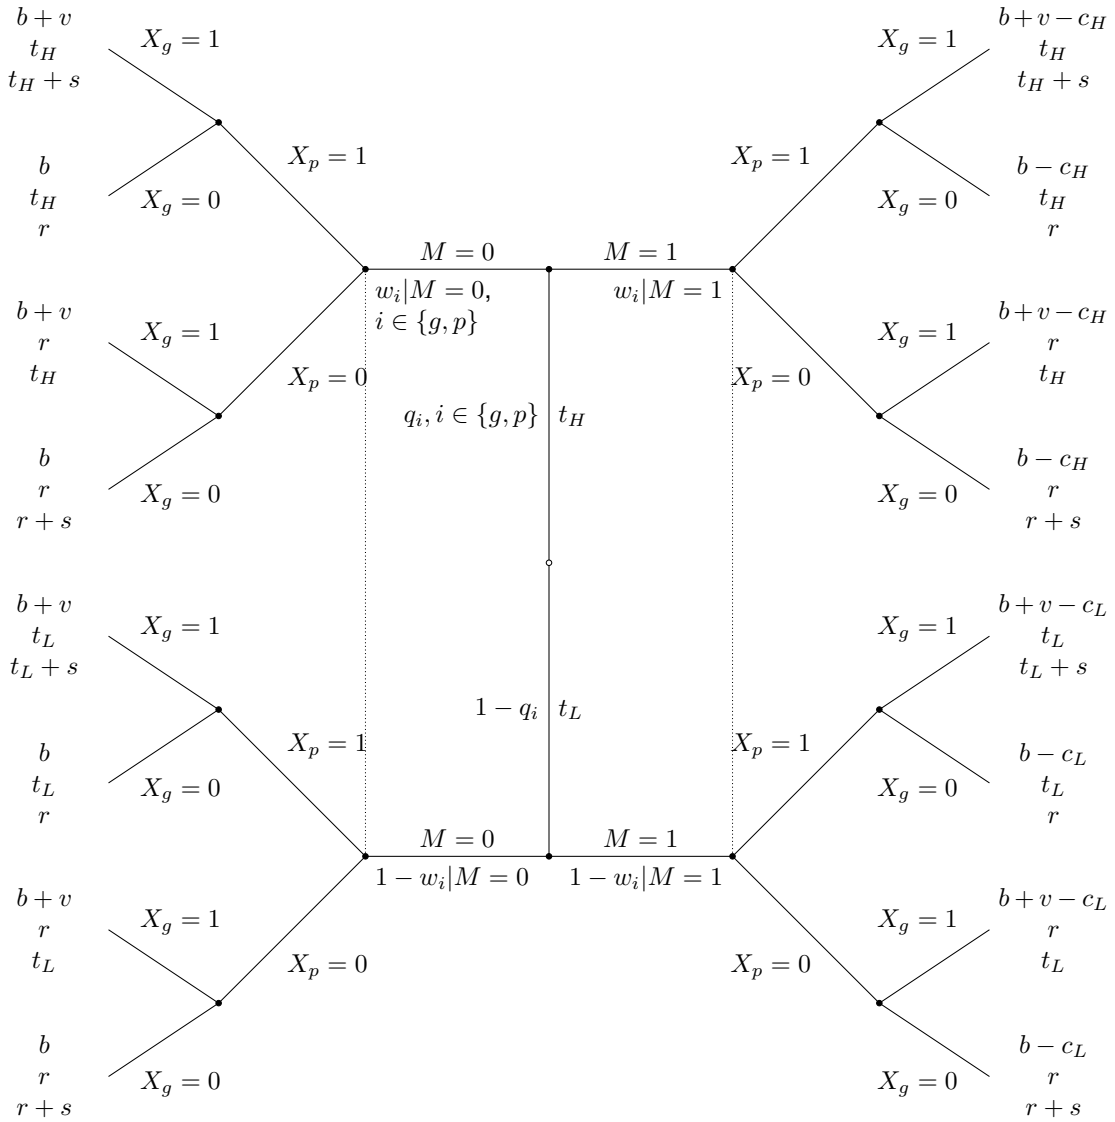 b + v
t_H
t_H + s
X_g = 1
X_g = 1
b + v − c_H
t_H
t_H + s
X_p = 1
X_p = 1
b
t_H
r
X_g = 0
X_g = 0
b − c_H
t_H
r
M = 0
M = 1
w_i|M = 0,
i ∈ {g, p}
w_i|M = 1
b + v
r
t_H
X_g = 1
X_g = 1
b + v − c_H
r
t_H
X_p = 0
X_p = 0
q_i, i ∈ {g, p}
t_H
b
r
r + s
X_g = 0
X_g = 0
b − c_H
r
r + s
b + v
t_L
t_L + s
X_g = 1
X_g = 1
b + v − c_L
t_L
t_L + s
1 − q_i
t_L
X_p = 1
X_p = 1
b
t_L
r
X_g = 0
X_g = 0
b − c_L
t_L
r
M = 0
M = 1
1 − w_i|M = 0
1 − w_i|M = 1
b + v
r
t_L
X_g = 1
X_g = 1
b + v − c_L
r
t_L
X_p = 0
X_p = 0
b
r
r + s
X_g = 0
X_g = 0
b − c_L
r
r + s